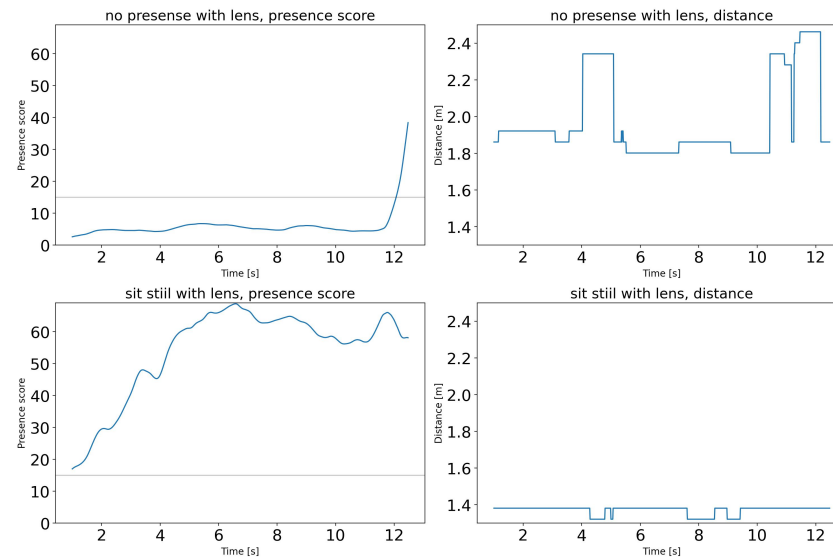 no presense with lens, presence score
60
50
40
30
20
10
0
Presence score
2 4 6 8 10 12
Time [s]
no presense with lens, distance
2.4
2.2
2.0
1.8
1.6
1.4
Distance [m]
2 4 6 8 10 12
Time [s]
sit stiil with lens, presence score
60
50
40
30
20
10
0
Presence score
2 4 6 8 10 12
Time [s]
sit stiil with lens, distance
2.4
2.2
2.0
1.8
1.6
1.4
Distance [m]
2 4 6 8 10 12
Time [s]